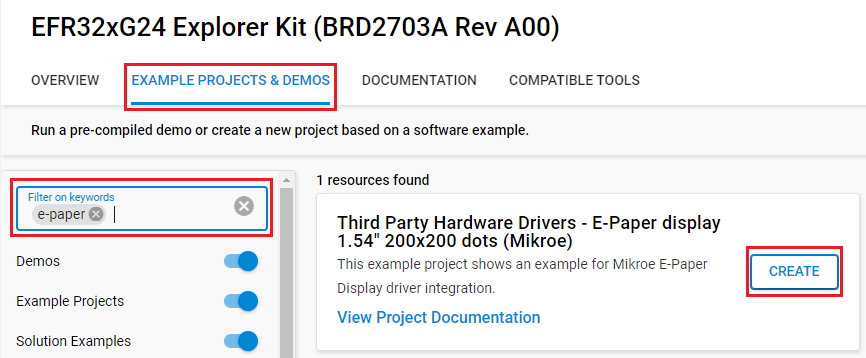 EFR32xG24 Explorer Kit (BRD2703A Rev A00)
OVERVIEW EXAMPLE PROJECTS & DEMOS DOCUMENTATION COMPATIBLE TOOLS
Run a pre-compiled demo or create a new project based on a software example.
Filter on keywords
e-paper
Demos
Example Projects
Solution Examples
1 resources found
Third Party Hardware Drivers - E-Paper display
1.54" 200x200 dots (Mikroe)
This example project shows an example for Mikroe E-Paper
Display driver integration.
View Project Documentation
CREATE